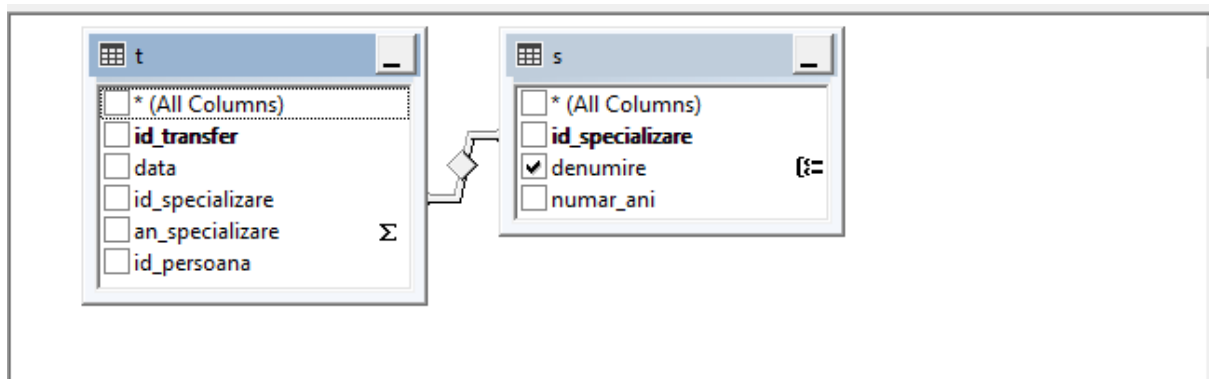 t
* (All Columns)
id_transfer
data
id_specializare
an_specializare Σ
id_persoana
s
* (All Columns)
id_specializare
denumire
numar_ani